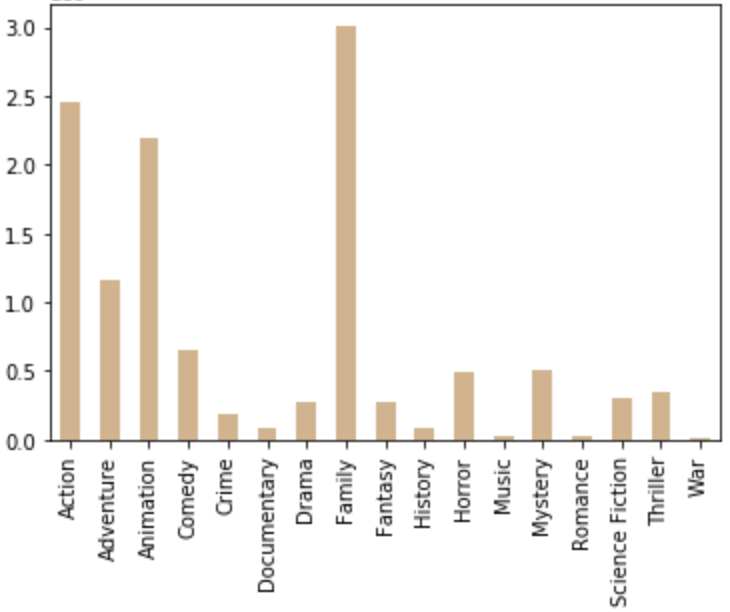 3.0
2.5
2.0
1.5
1.0
0.5
0.0
Action
Adventure
Animation
Comedy
Crime
Documentary
Drama
Family
Fantasy
History
Horror
Music
Mystery
Romance
Science Fiction
Thriller
War